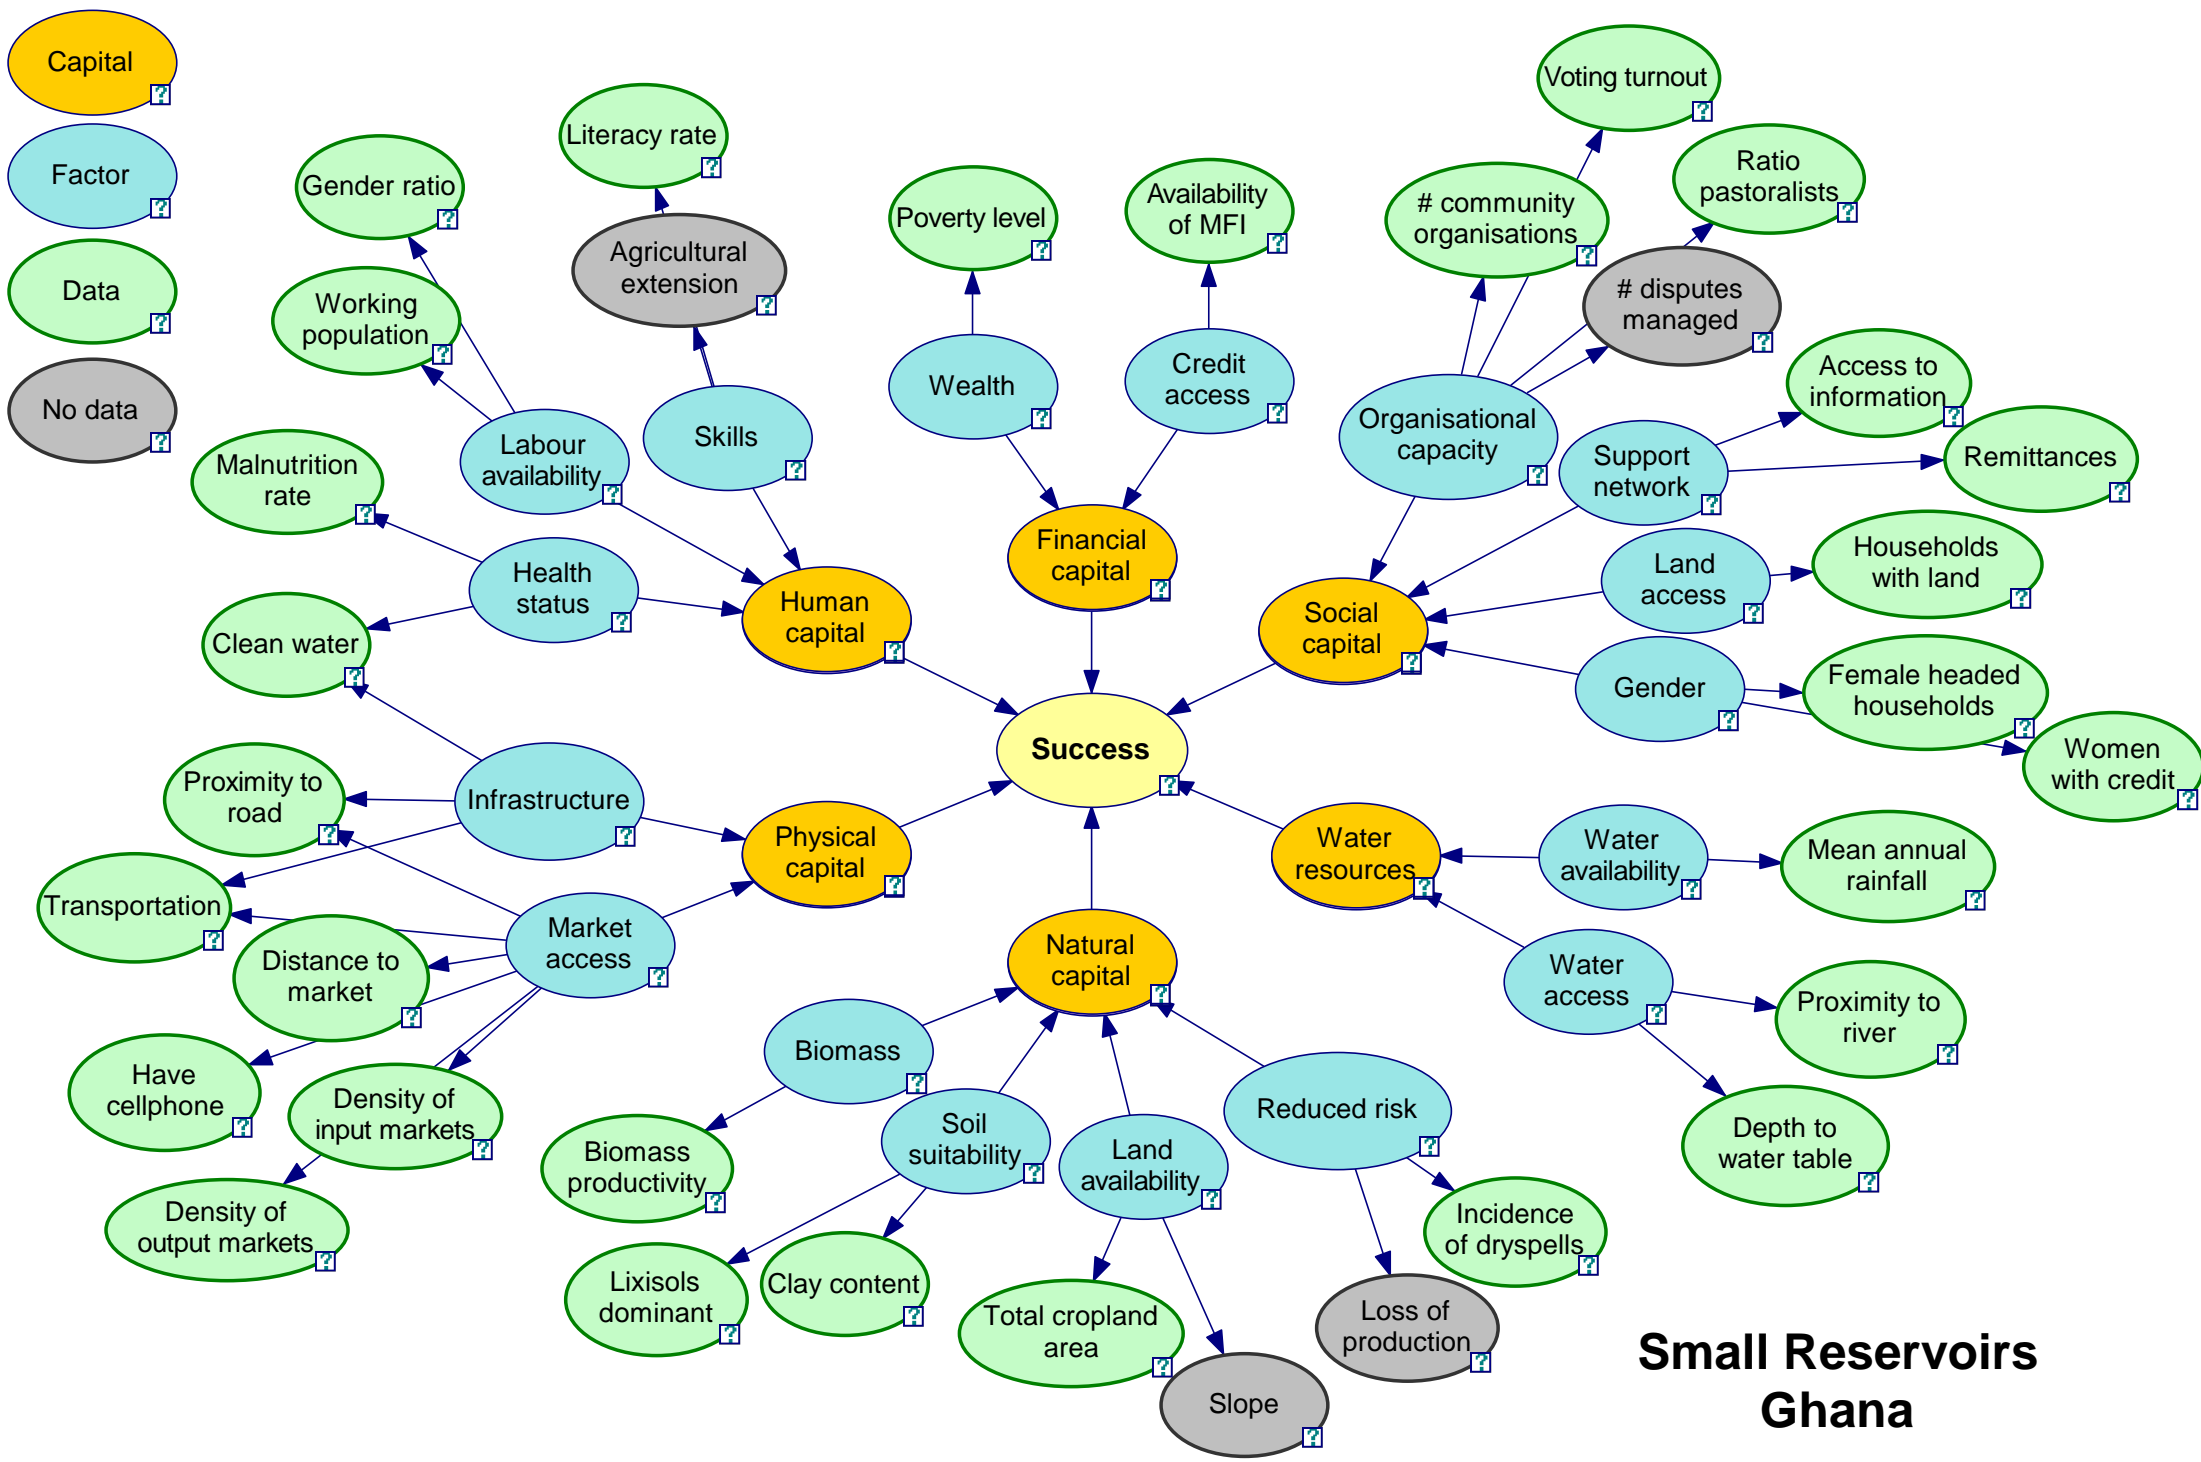 Capital
?
Factor
?
Data
?
No data
?
Voting turnout
?
Literacy rate
?
Ratio
pastoralists
?
Gender ratio
?
Availability
of MFI
?
# community
organisations
?
Poverty level
?
Agricultural
extension
?
# disputes
managed
?
Working
population
?
Credit
access
?
Access to
information
?
Wealth
?
Organisational
capacity
?
Skills
?
Labour
availability
?
Support
network
?
Remittances
?
Malnutrition
rate
?
Financial
capital
?
Households
with land
?
Land
access
?
Health
status
?
Human
capital
?
Social
capital
?
Clean water
?
Gender
?
Female headed
households
?
Success
?
Women
with credit
?
Proximity to
road
?
Infrastructure
?
Physical
capital
?
Water
resources
?
Water
availability
?
Mean annual
rainfall
?
Transportation
?
Market
access
?
Natural
capital
?
Distance to
market
?
Water
access
?
Proximity to
river
?
Biomass
?
Have
cellphone
?
Density of
input markets
?
Soil
suitability
?
Reduced risk
?
Land
availability
?
Depth to
water table
?
Biomass
productivity
?
Density of
output markets
?
Incidence
of dryspells
?
Lixisols
dominant
?
Clay content
?
Total cropland
area
?
Loss of
production
?
Slope
?
Small Reservoirs
Ghana